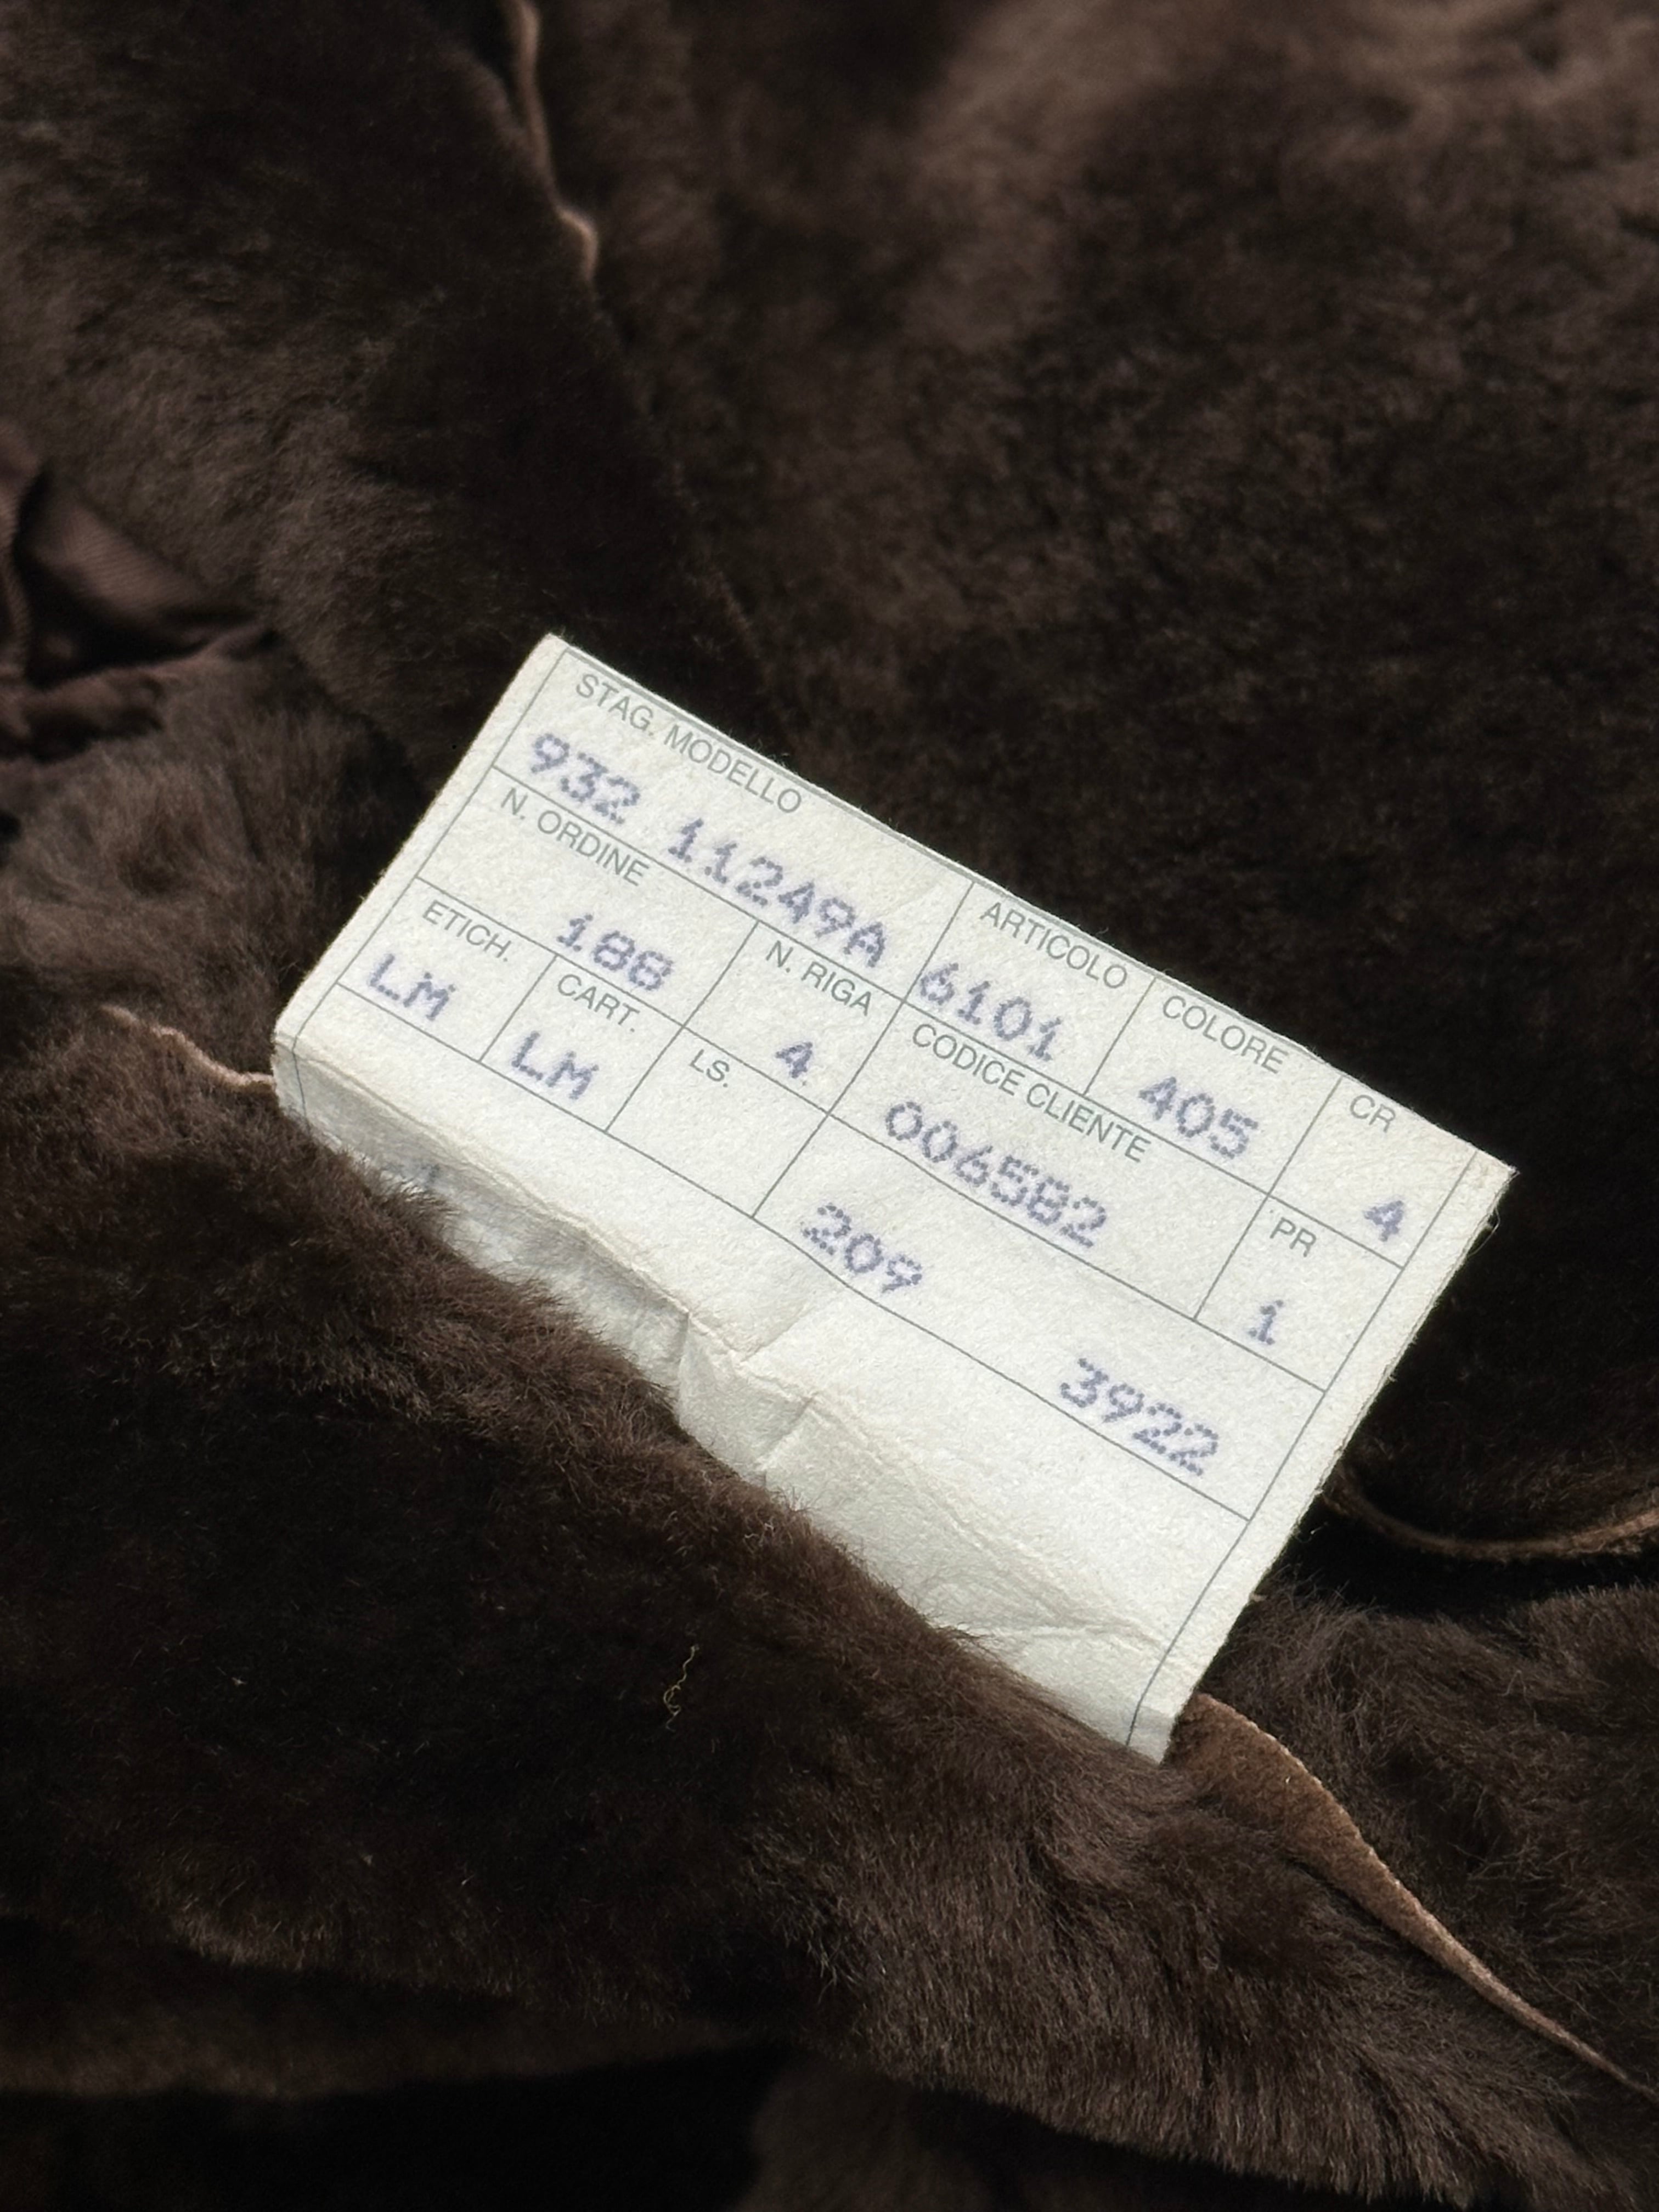 STAG. MODELLO ARTICOLO COLORE CR
932 11249A 6101 405 4
N. ORDINE N. RIGA CODICE CLIENTE PR
188 4 006582 1
ETICH. CART. LS.
LM LM 209 3922